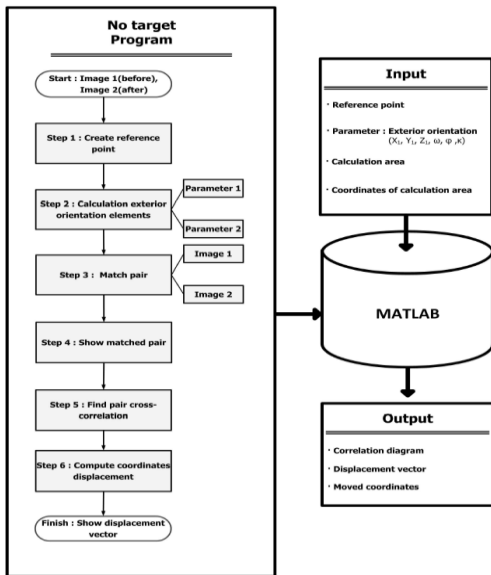 No target
Program
Start : Image 1(before),
Image 2(after)
Step 1 : Create reference
point
Step 2 : Calculation exterior
orientation elements
Parameter 1
Parameter 2
Step 3 : Match pair
Image 1
Image 2
Step 4 : Show matched pair
Step 5 : Find pair cross-
correlation
Step 6 : Compute coordinates
displacement
Finish : Show displacement
vector
Input
· Reference point
· Parameter : Exterior orientation
(X₁, Y₁, Z₁, ω, φ ,κ)
· Calculation area
· Coordinates of calculation area
MATLAB
Output
· Correlation diagram
· Displacement vector
· Moved coordinates